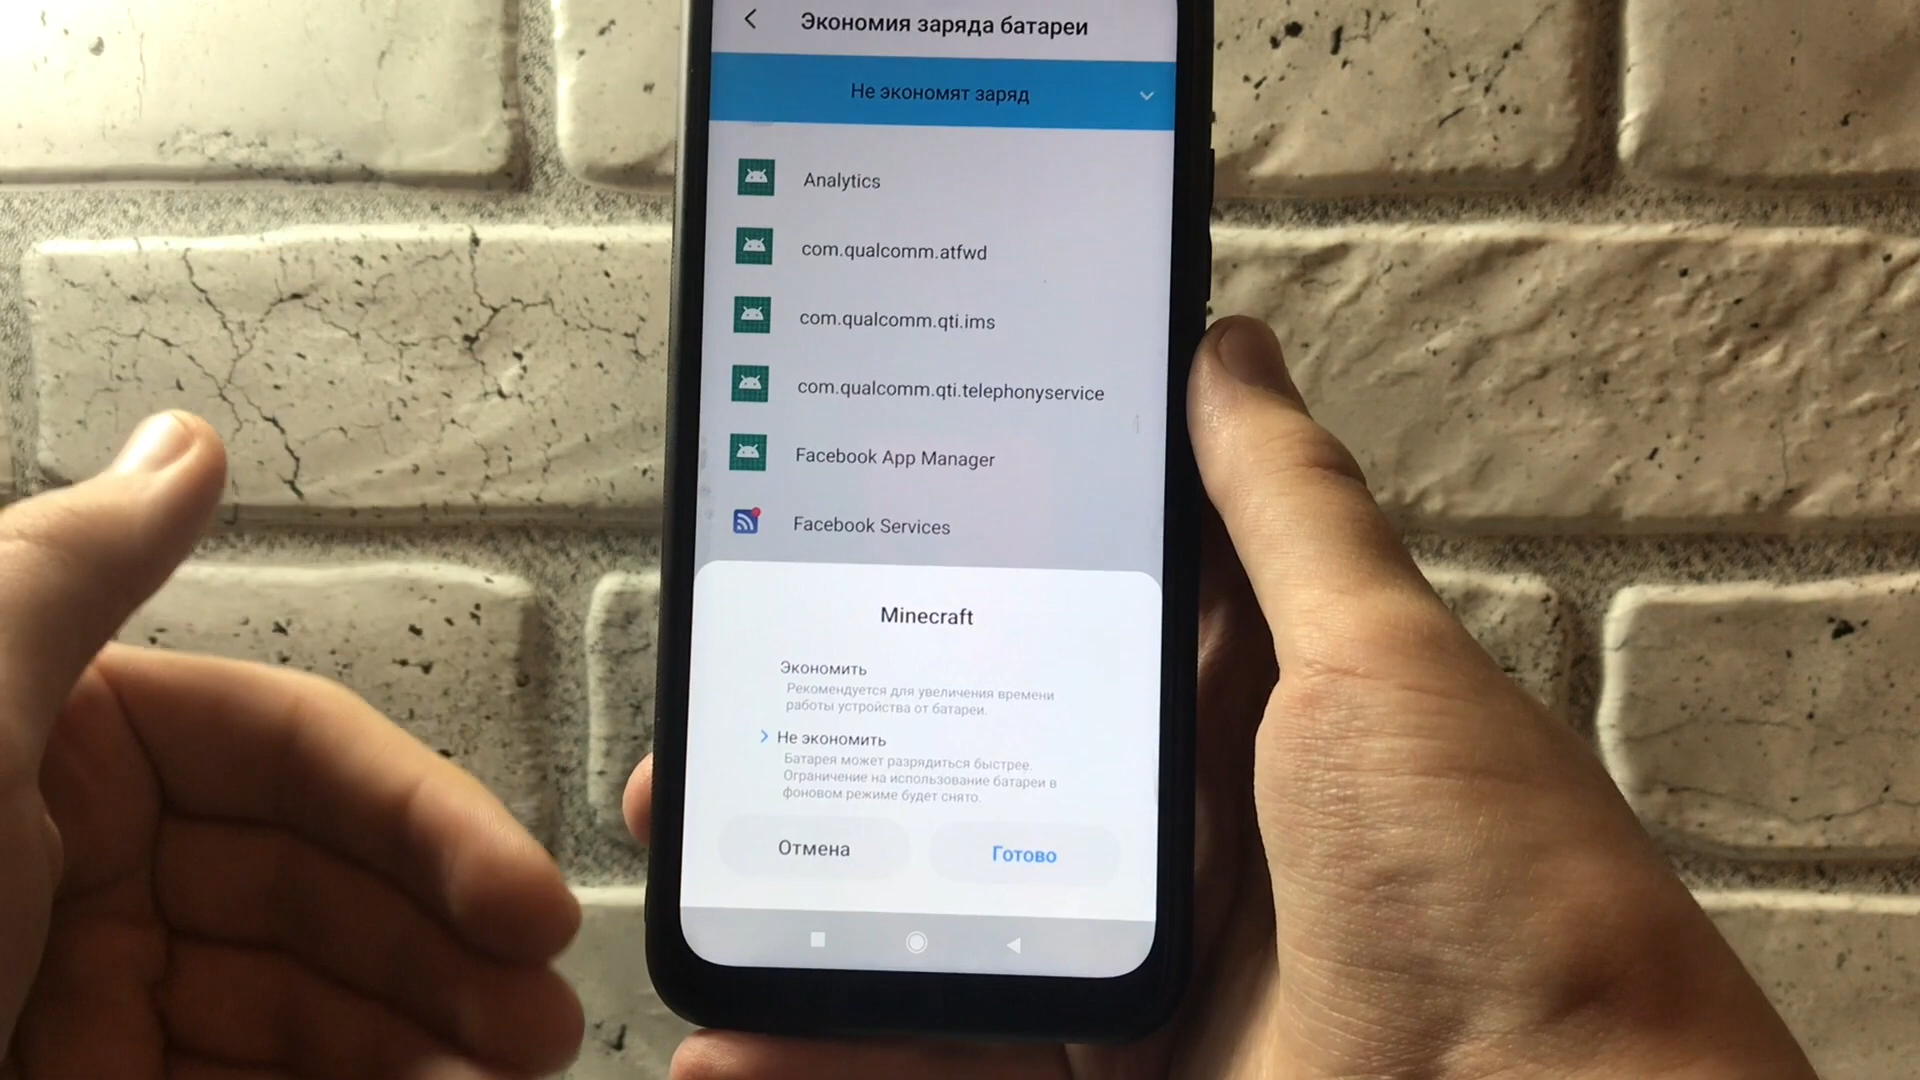 Экономия заряда батареи
Не экономят заряд
Analytics
com.qualcomm.atfwd
com.qualcomm.qti.ims
com.qualcomm.qti.telephonyservice
Facebook App Manager
Facebook Services
Minecraft
Экономить
Рекомендуется для увеличения времени
работы устройства от батареи.
Не экономить
Батарея может разрядиться быстрее.
Ограничение на использование батареи в
фоновом режиме будет снято.
Отмена
Готово